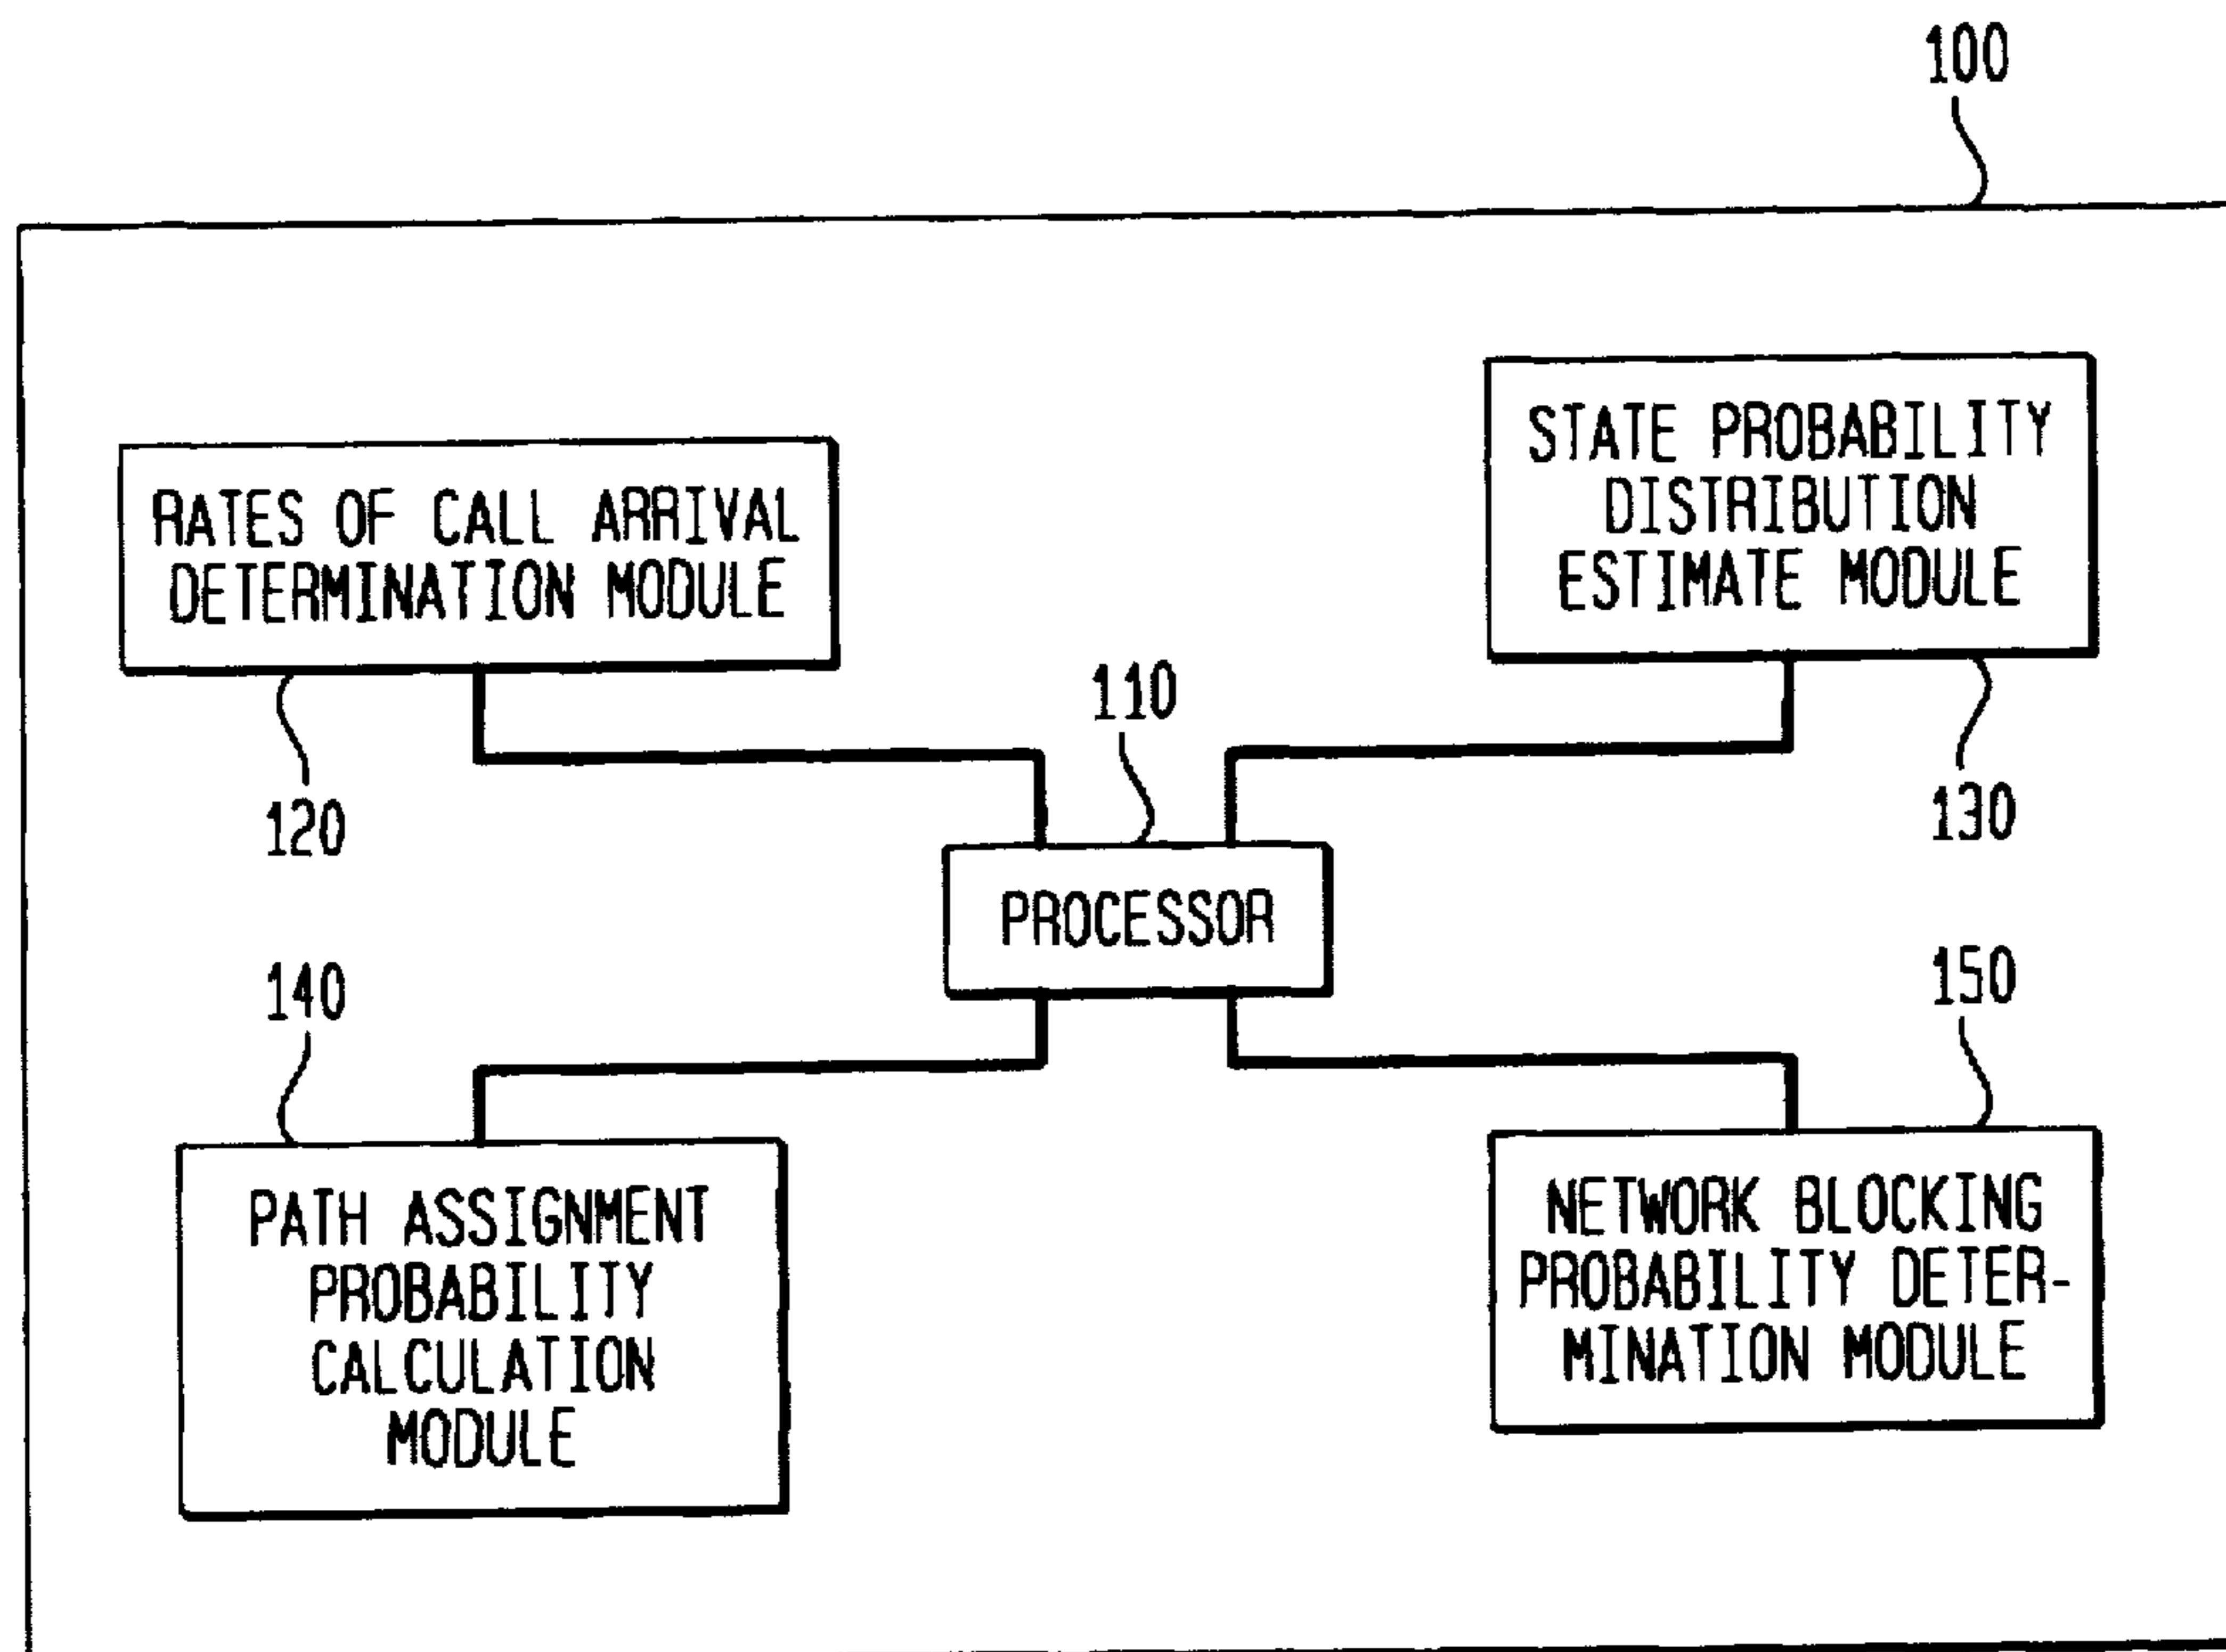 100
STATE PROBABILITY
DISTRIBUTION
ESTIMATE MODULE
RATES OF CALL ARRIVAL
DETERMINATION MODULE
110
120
130
PROCESSOR
140
150
PATH ASSIGNMENT
PROBABILITY
CALCULATION
MODULE
NETWORK BLOCKING
PROBABILITY DETER-
MINATION MODULE